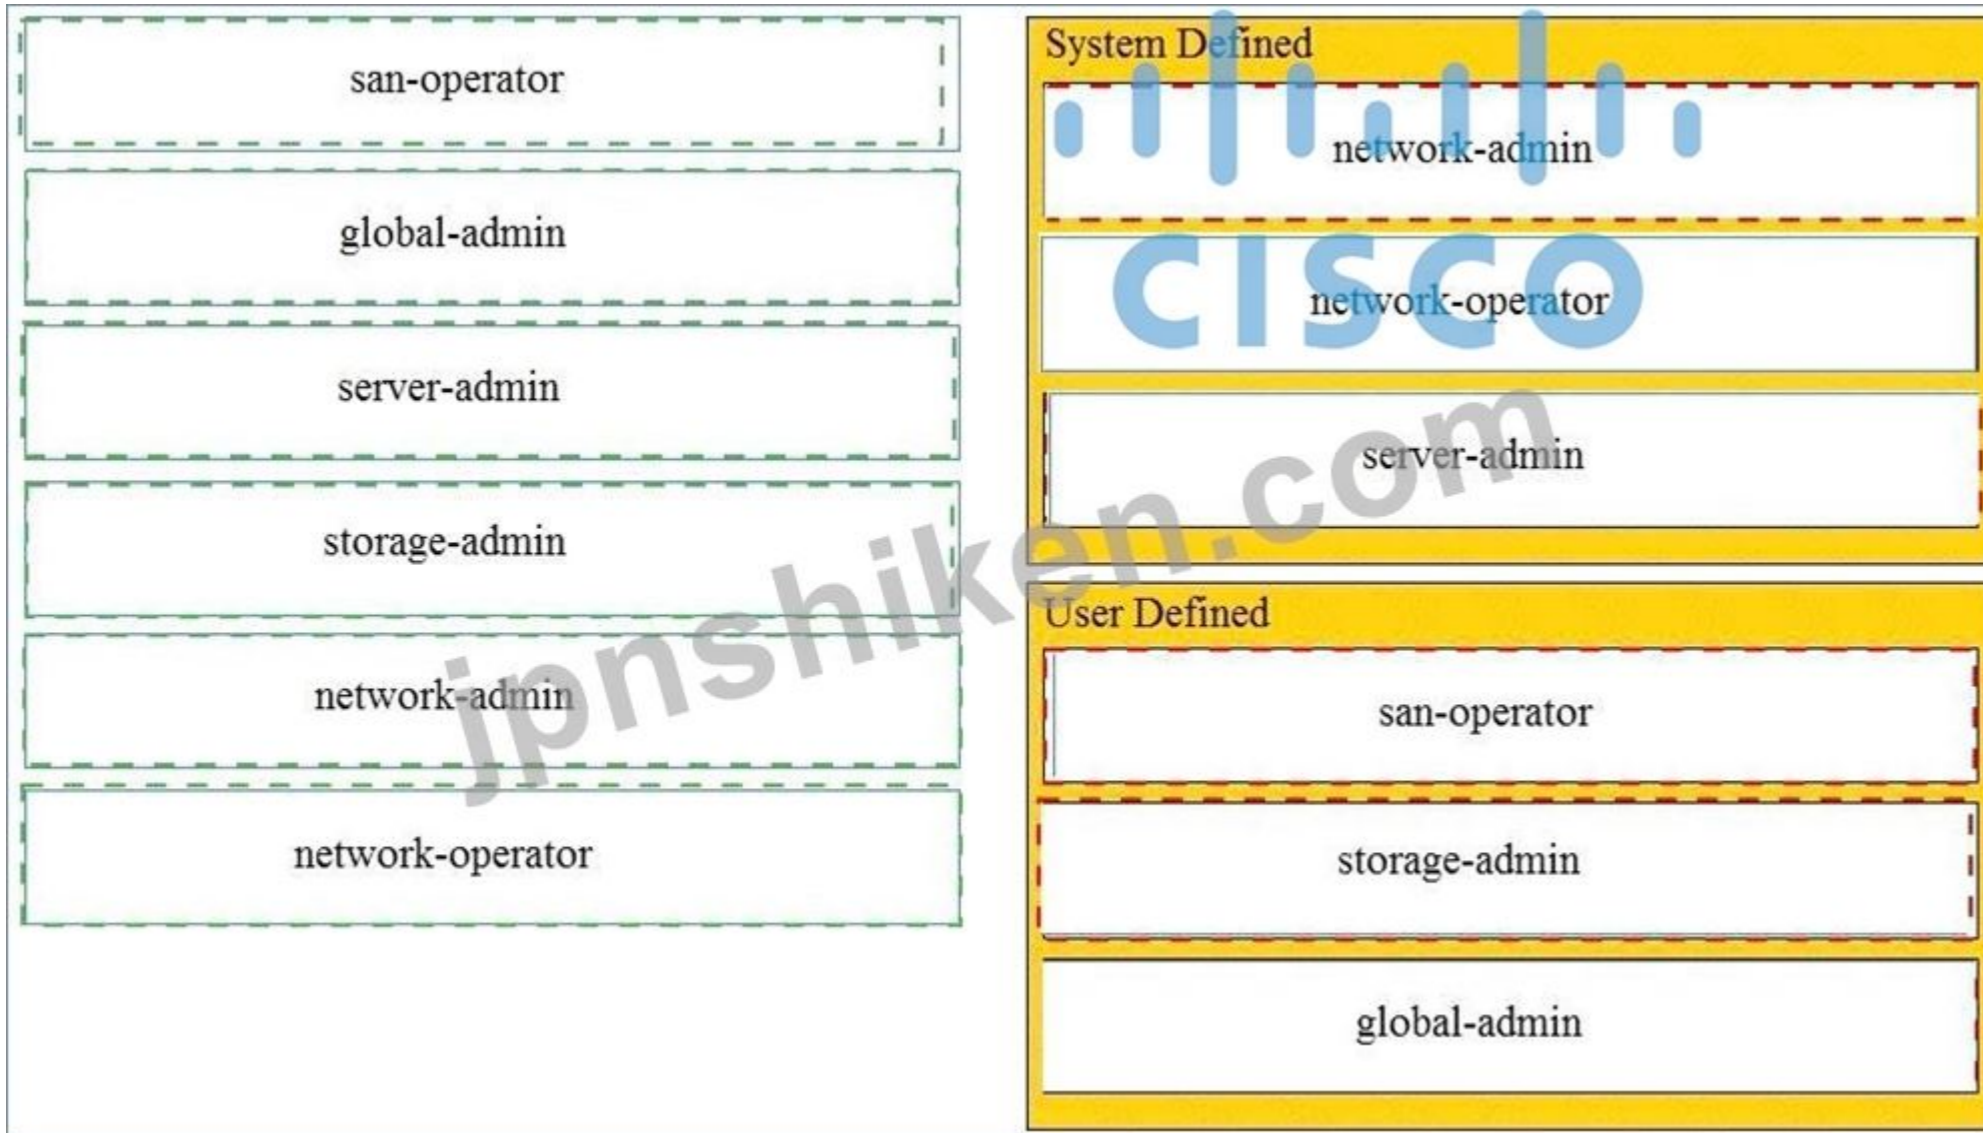 san-operator
global-admin
server-admin
storage-admin
network-admin
network-operator
System Defined
network-admin
network-operator
server-admin
User Defined
san-operator
storage-admin
global-admin
CISCO
jpnshiken.com